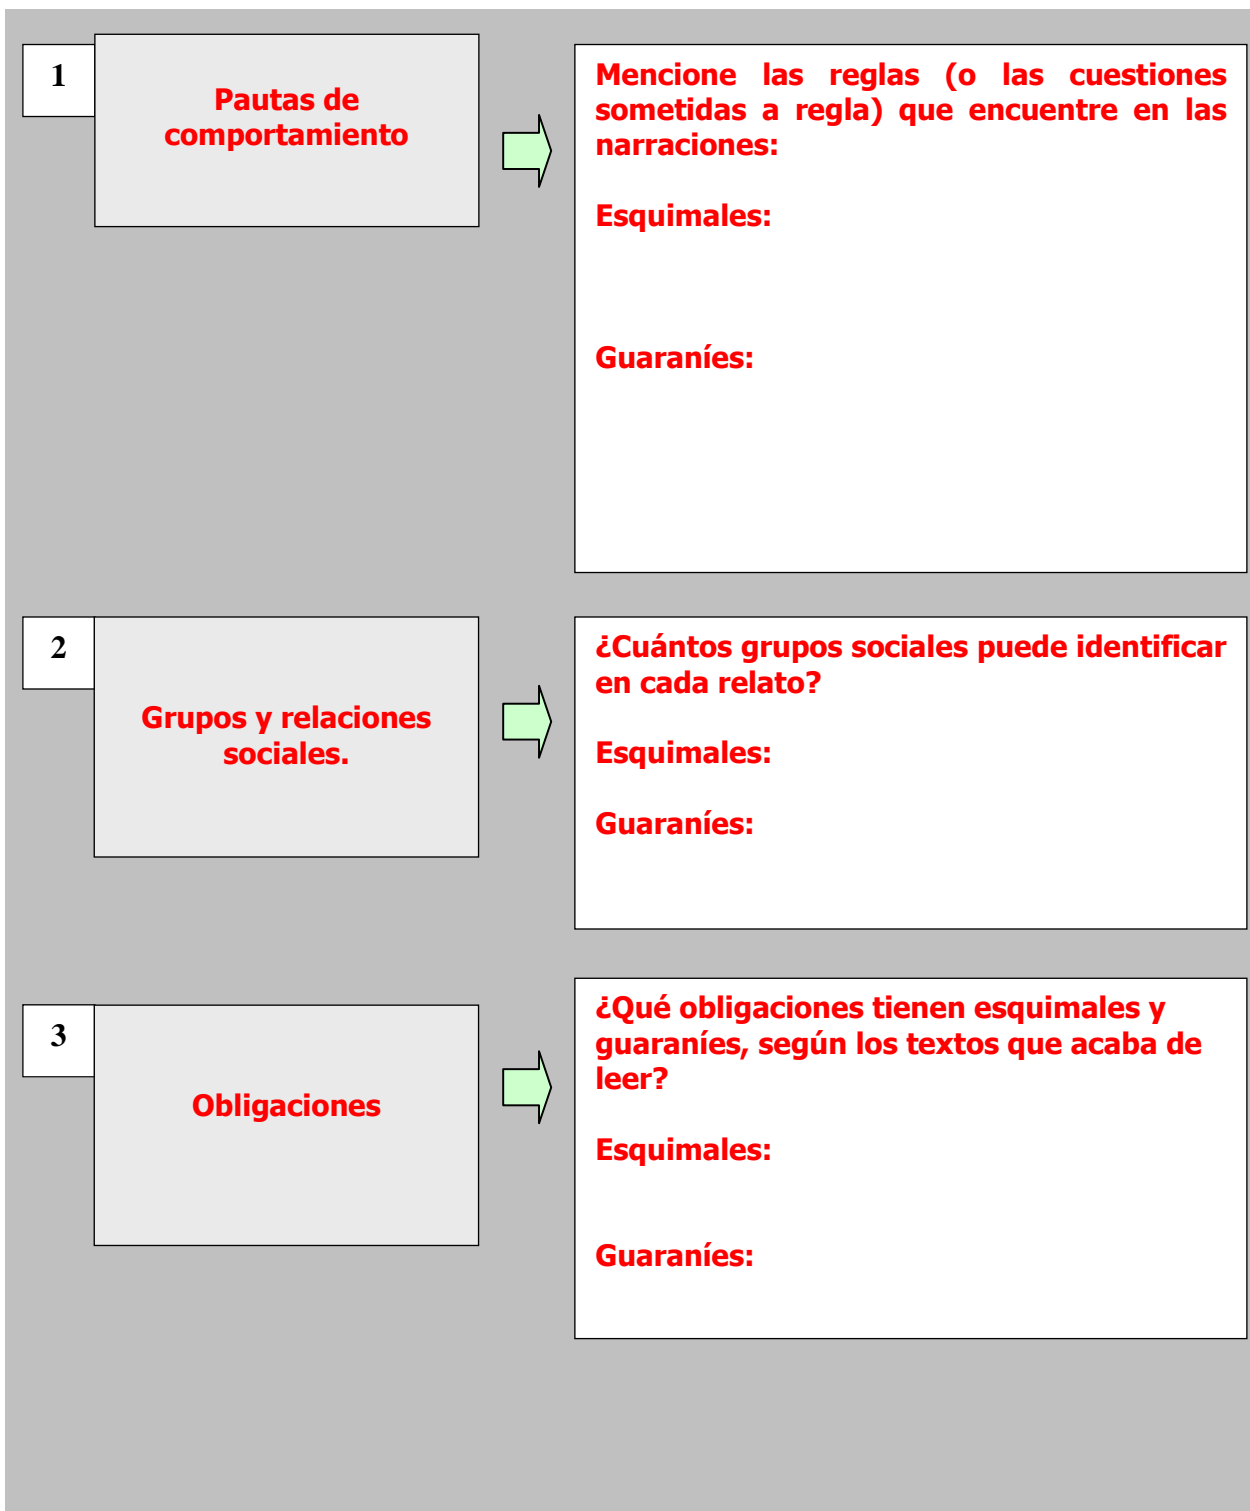 1
Pautas de
comportamiento
Mencione las reglas (o las cuestiones
sometidas a regla) que encuentre en las
narraciones:
Esquimales:
Guaraníes:
2
Grupos y relaciones
sociales.
¿Cuántos grupos sociales puede identificar
en cada relato?
Esquimales:
Guaraníes:
3
Obligaciones
¿Qué obligaciones tienen esquimales y
guaraníes, según los textos que acaba de
leer?
Esquimales:
Guaraníes: